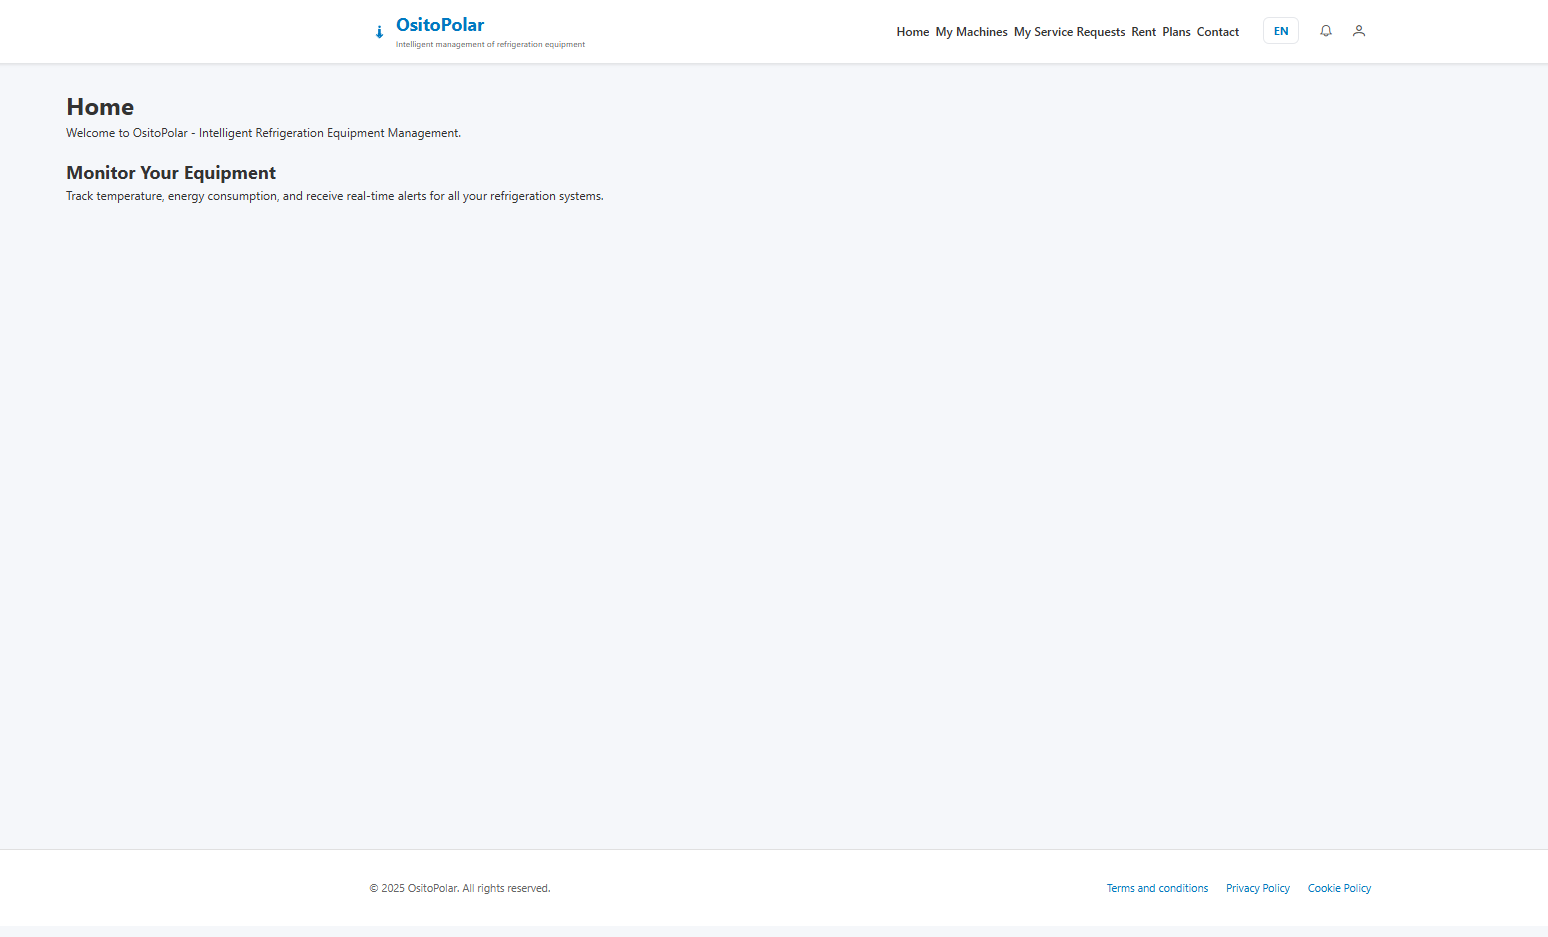 OsitoPolar
Intelligent management of refrigeration equipment
Home My Machines My Service Requests Rent Plans Contact EN
Home
Welcome to OsitoPolar - Intelligent Refrigeration Equipment Management.
Monitor Your Equipment
Track temperature, energy consumption, and receive real-time alerts for all your refrigeration systems.
© 2025 OsitoPolar. All rights reserved.
Terms and conditions Privacy Policy Cookie Policy